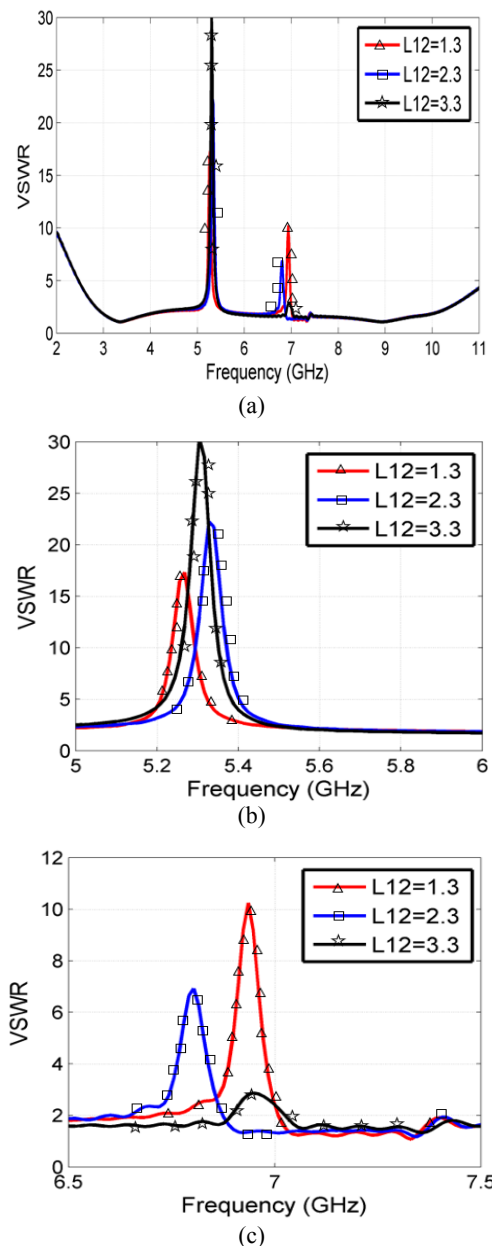 30
25
20
15
10
5
0
VSWR
L12=1.3
L12=2.3
L12=3.3
2 3 4 5 6 7 8 9 10 11
Frequency (GHz)
(a)
30
25
20
15
10
5
0
VSWR
L12=1.3
L12=2.3
L12=3.3
5 5.2 5.4 5.6 5.8 6
Frequency (GHz)
(b)
12
10
8
6
4
2
0
VSWR
L12=1.3
L12=2.3
L12=3.3
6.5 7 7.5
Frequency (GHz)
(c)